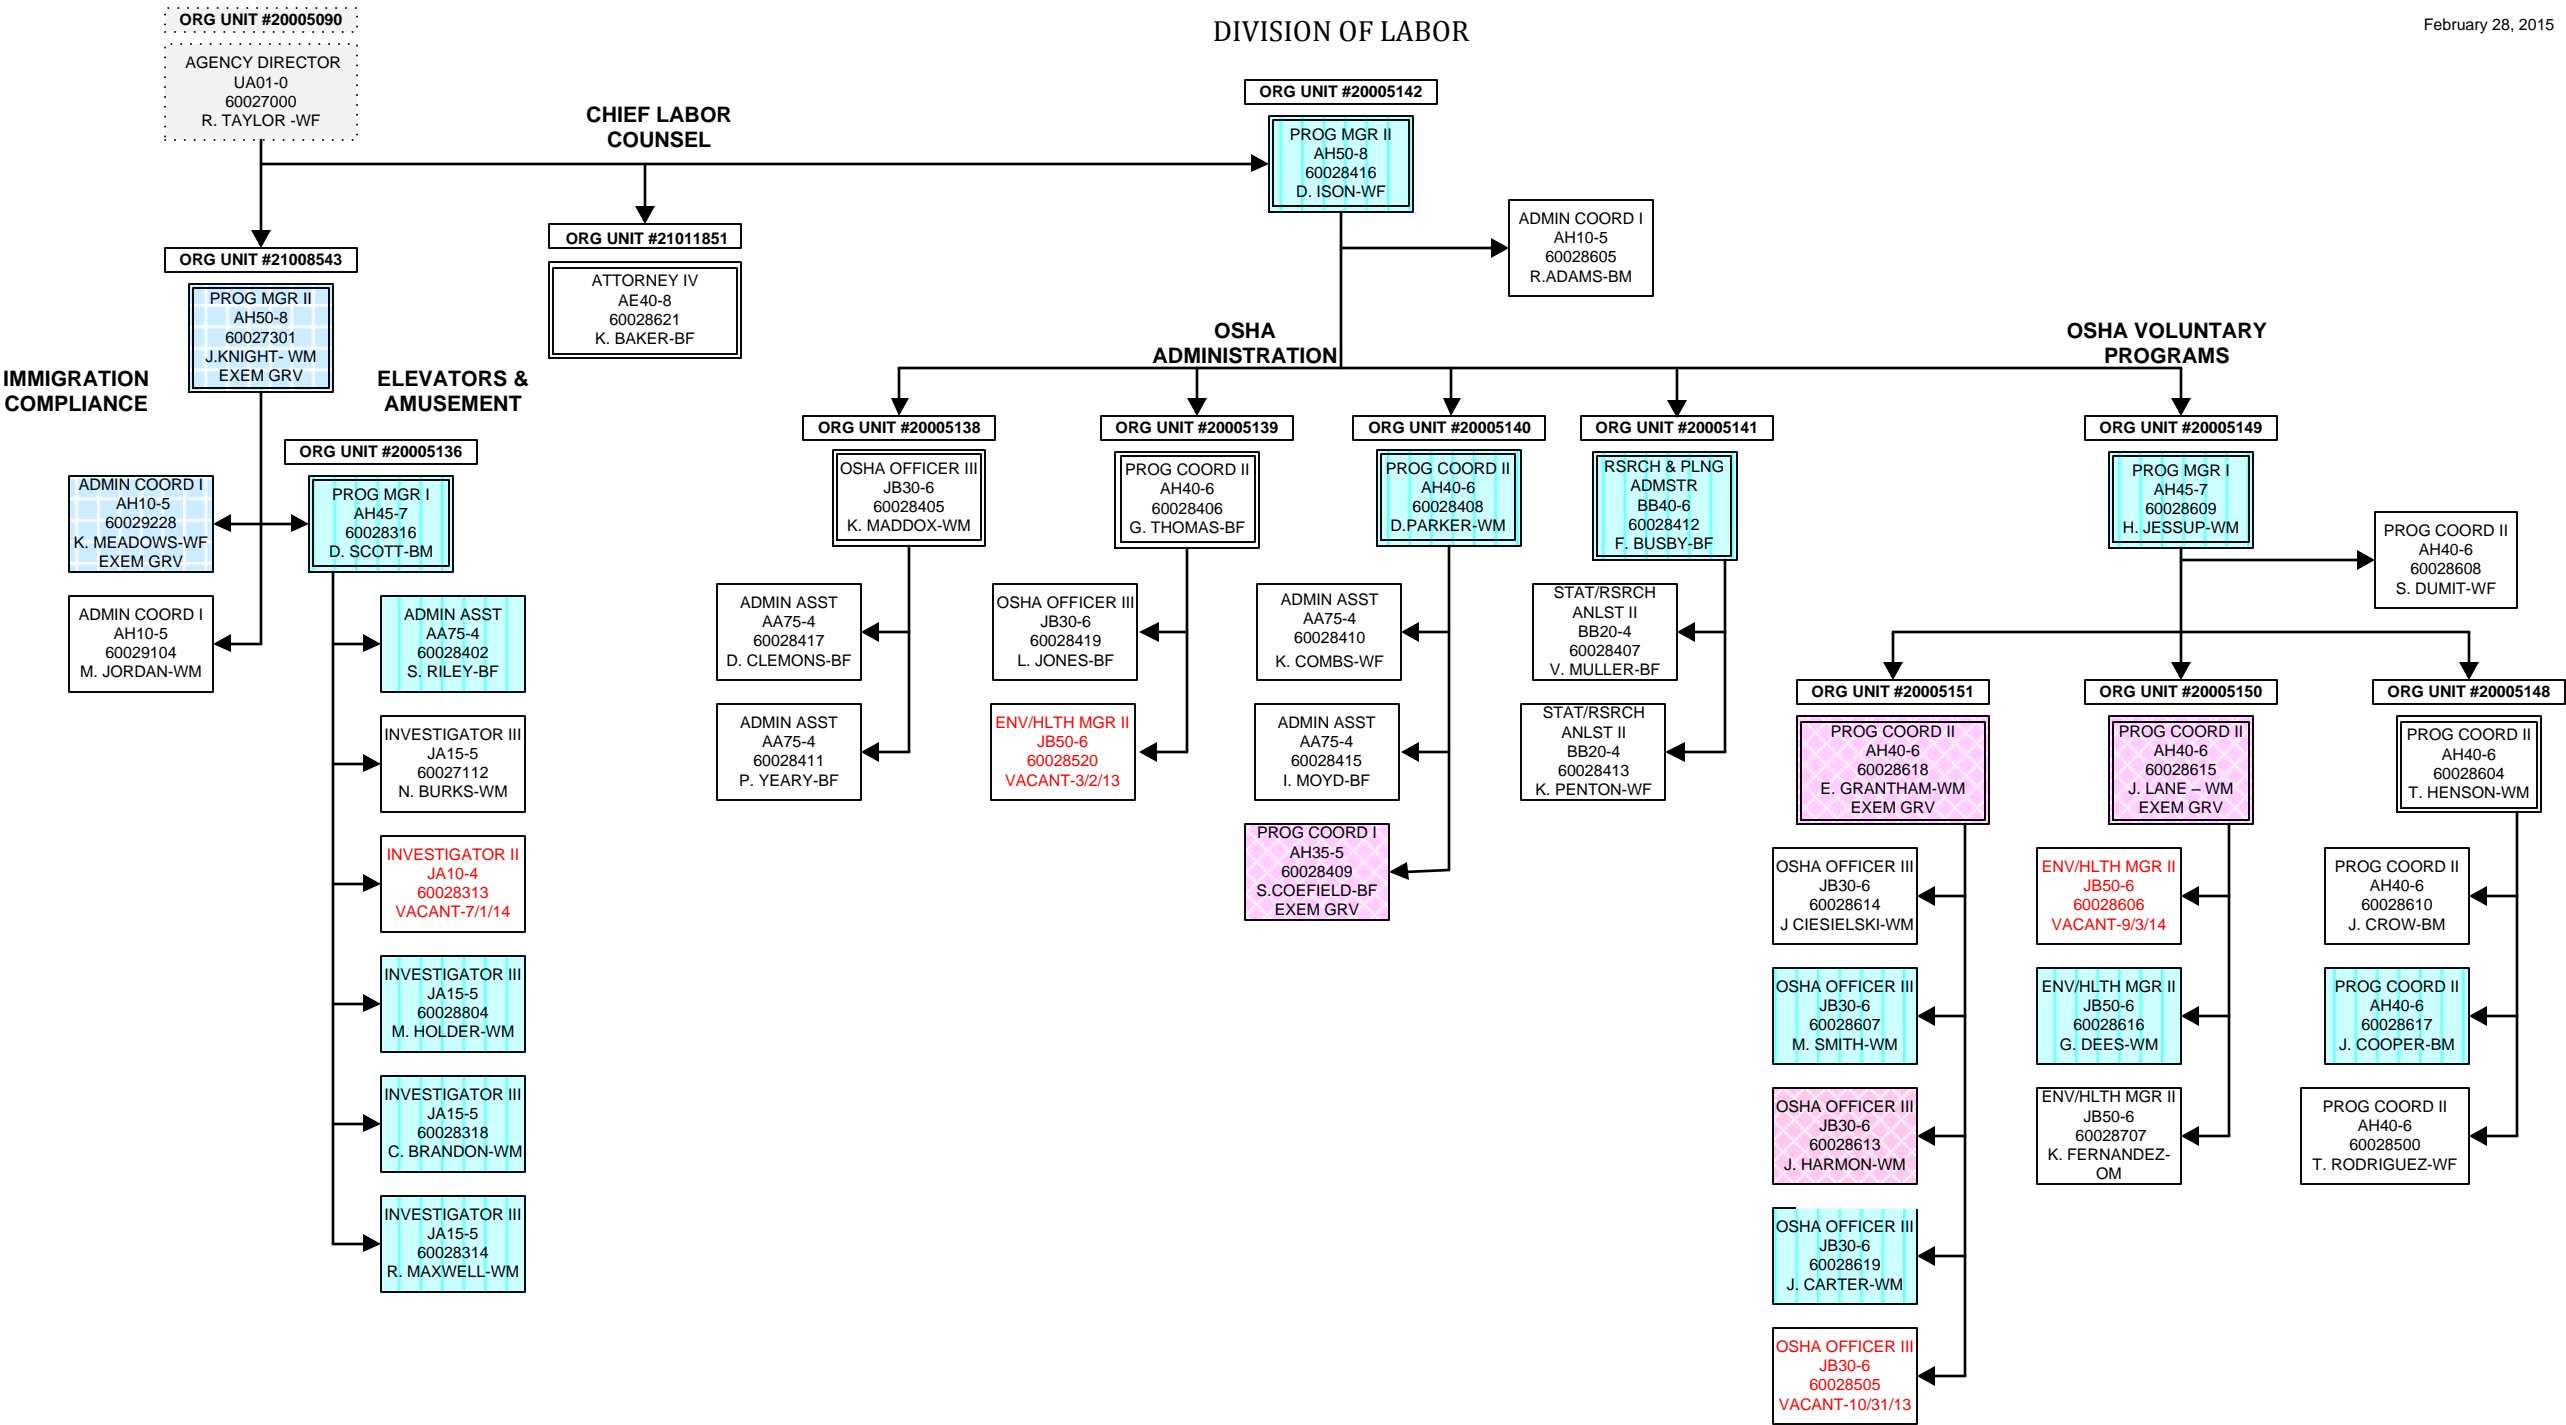 ORG UNIT #20005090
AGENCY DIRECTOR
UA01-0
60027000
R. TAYLOR -WF
DIVISION OF LABOR
February 28, 2015
CHIEF LABOR
COUNSEL
ORG UNIT #20005142
PROG MGR II
AH50-8
60028416
D. ISON-WF
ADMIN COORD I
AH10-5
60028605
R.ADAMS-BM
ORG UNIT #21011851
ATTORNEY IV
AE40-8
60028621
K. BAKER-BF
ORG UNIT #21008543
PROG MGR II
AH50-8
60027301
J.KNIGHT- WM
EXEM GRV
IMMIGRATION
COMPLIANCE
ELEVATORS &
AMUSEMENT
ADMIN COORD I
AH10-5
60029228
K. MEADOWS-WF
EXEM GRV
ADMIN COORD I
AH10-5
60029104
M. JORDAN-WM
ORG UNIT #20005136
PROG MGR I
AH45-7
60028316
D. SCOTT-BM
ADMIN ASST
AA75-4
60028402
S. RILEY-BF
INVESTIGATOR III
JA15-5
60027112
N. BURKS-WM
INVESTIGATOR II
JA10-4
60028313
VACANT-7/1/14
INVESTIGATOR III
JA15-5
60028804
M. HOLDER-WM
INVESTIGATOR III
JA15-5
60028318
C. BRANDON-WM
INVESTIGATOR III
JA15-5
60028314
R. MAXWELL-WM
OSHA
ADMINISTRATION
OSHA VOLUNTARY
PROGRAMS
ORG UNIT #20005138
OSHA OFFICER III
JB30-6
60028405
K. MADDOX-WM
ADMIN ASST
AA75-4
60028417
D. CLEMONS-BF
ADMIN ASST
AA75-4
60028411
P. YEARY-BF
ORG UNIT #20005139
PROG COORD II
AH40-6
60028406
G. THOMAS-BF
OSHA OFFICER III
JB30-6
60028419
L. JONES-BF
ENV/HLTH MGR II
JB50-6
60028520
VACANT-3/2/13
ORG UNIT #20005140
PROG COORD II
AH40-6
60028408
D.PARKER-WM
ADMIN ASST
AA75-4
60028410
K. COMBS-WF
ADMIN ASST
AA75-4
60028415
I. MOYD-BF
PROG COORD I
AH35-5
60028409
S.COEFIELD-BF
EXEM GRV
ORG UNIT #20005141
RSRCH & PLNG
ADMSTR
BB40-6
60028412
F. BUSBY-BF
STAT/RSRCH
ANLST II
BB20-4
60028407
V. MULLER-BF
STAT/RSRCH
ANLST II
BB20-4
60028413
K. PENTON-WF
ORG UNIT #20005149
PROG MGR I
AH45-7
60028609
H. JESSUP-WM
PROG COORD II
AH40-6
60028608
S. DUMIT-WF
ORG UNIT #20005151
PROG COORD II
AH40-6
60028618
E. GRANTHAM-WM
EXEM GRV
OSHA OFFICER III
JB30-6
60028614
J CIESIELSKI-WM
OSHA OFFICER III
JB30-6
60028607
M. SMITH-WM
OSHA OFFICER III
JB30-6
60028613
J. HARMON-WM
OSHA OFFICER III
JB30-6
60028619
J. CARTER-WM
OSHA OFFICER III
JB30-6
60028505
VACANT-10/31/13
ORG UNIT #20005150
PROG COORD II
AH40-6
60028615
J. LANE – WM
EXEM GRV
ENV/HLTH MGR II
JB50-6
60028606
VACANT-9/3/14
ENV/HLTH MGR II
JB50-6
60028616
G. DEES-WM
ENV/HLTH MGR II
JB50-6
60028707
K. FERNANDEZ-
OM
ORG UNIT #20005148
PROG COORD II
AH40-6
60028604
T. HENSON-WM
PROG COORD II
AH40-6
60028610
J. CROW-BM
PROG COORD II
AH40-6
60028617
J. COOPER-BM
PROG COORD II
AH40-6
60028500
T. RODRIGUEZ-WF